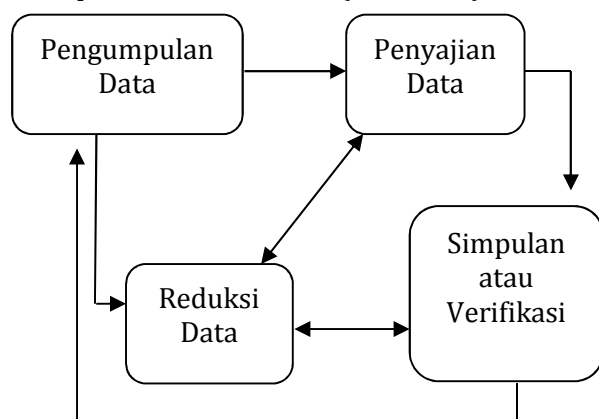 Pengumpulan
Data
Penyajian
Data
Simpulan
atau
Verifikasi
Reduksi
Data